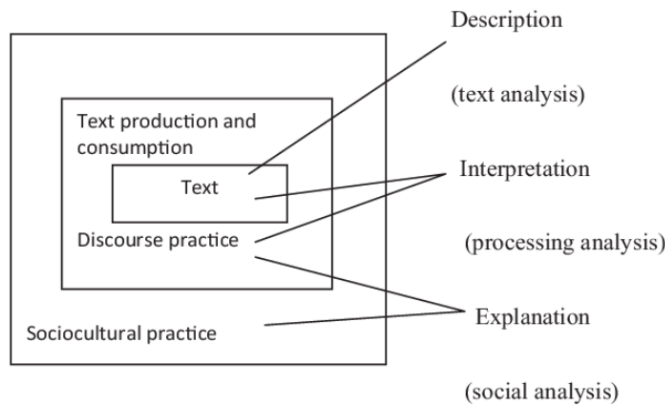 Description
(text analysis)
Text production and
consumption
Text
Interpretation
Discourse practice
(processing analysis)
Explanation
Sociocultural practice
(social analysis)